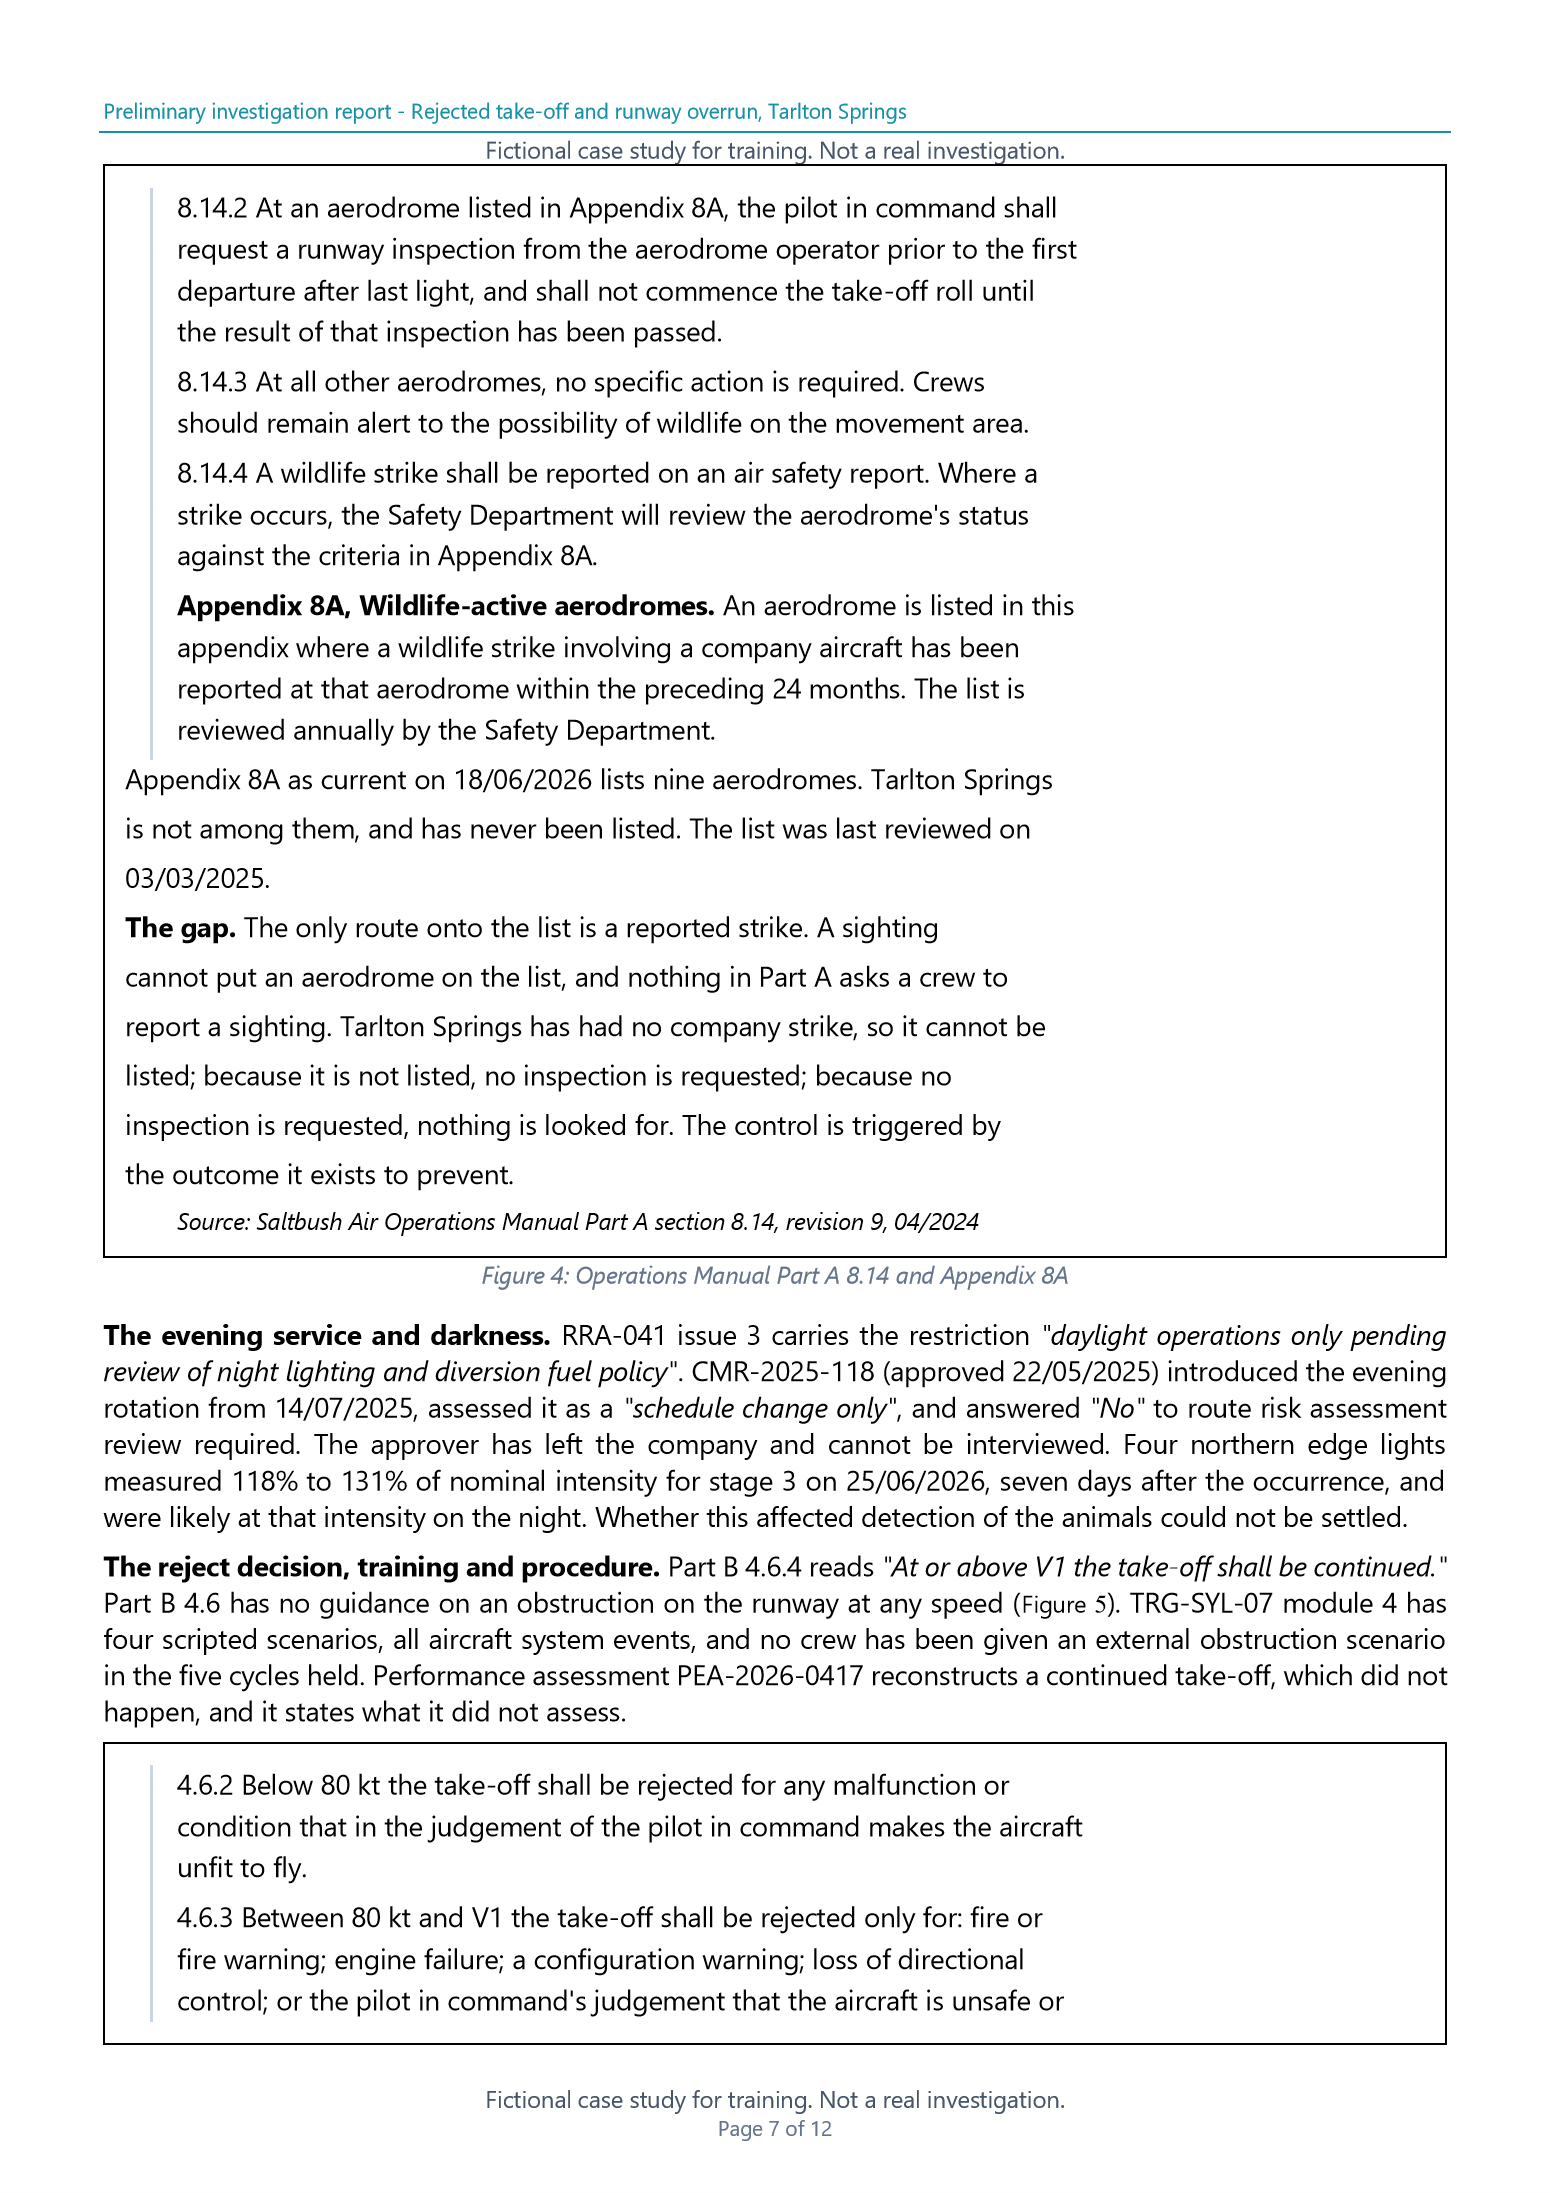 Preliminary investigation report - Rejected take-off and runway overrun, Tarlton Springs
Fictional case study for training. Not a real investigation.
8.14.2 At an aerodrome listed in Appendix 8A, the pilot in command shall
request a runway inspection from the aerodrome operator prior to the first
departure after last light, and shall not commence the take-off roll until
the result of that inspection has been passed.
8.14.3 At all other aerodromes, no specific action is required. Crews
should remain alert to the possibility of wildlife on the movement area.
8.14.4 A wildlife strike shall be reported on an air safety report. Where a
strike occurs, the Safety Department will review the aerodrome's status
against the criteria in Appendix 8A.
Appendix 8A, Wildlife-active aerodromes. An aerodrome is listed in this
appendix where a wildlife strike involving a company aircraft has been
reported at that aerodrome within the preceding 24 months. The list is
reviewed annually by the Safety Department.
Appendix 8A as current on 18/06/2026 lists nine aerodromes. Tarlton Springs
is not among them, and has never been listed. The list was last reviewed on
03/03/2025.
The gap. The only route onto the list is a reported strike. A sighting
cannot put an aerodrome on the list, and nothing in Part A asks a crew to
report a sighting. Tarlton Springs has had no company strike, so it cannot be
listed; because it is not listed, no inspection is requested; because no
inspection is requested, nothing is looked for. The control is triggered by
the outcome it exists to prevent.
Source: Saltbush Air Operations Manual Part A section 8.14, revision 9, 04/2024
Figure 4: Operations Manual Part A 8.14 and Appendix 8A
The evening service and darkness. RRA-041 issue 3 carries the restriction "daylight operations only pending
review of night lighting and diversion fuel policy". CMR-2025-118 (approved 22/05/2025) introduced the evening
rotation from 14/07/2025, assessed it as a "schedule change only", and answered "No" to route risk assessment
review required. The approver has left the company and cannot be interviewed. Four northern edge lights
measured 118% to 131% of nominal intensity for stage 3 on 25/06/2026, seven days after the occurrence, and
were likely at that intensity on the night. Whether this affected detection of the animals could not be settled.
The reject decision, training and procedure. Part B 4.6.4 reads "At or above V1 the take-off shall be continued."
Part B 4.6 has no guidance on an obstruction on the runway at any speed (Figure 5). TRG-SYL-07 module 4 has
four scripted scenarios, all aircraft system events, and no crew has been given an external obstruction scenario
in the five cycles held. Performance assessment PEA-2026-0417 reconstructs a continued take-off, which did not
happen, and it states what it did not assess.
4.6.2 Below 80 kt the take-off shall be rejected for any malfunction or
condition that in the judgement of the pilot in command makes the aircraft
unfit to fly.
4.6.3 Between 80 kt and V1 the take-off shall be rejected only for: fire or
fire warning; engine failure; a configuration warning; loss of directional
control; or the pilot in command's judgement that the aircraft is unsafe or
Fictional case study for training. Not a real investigation.
Page 7 of 12